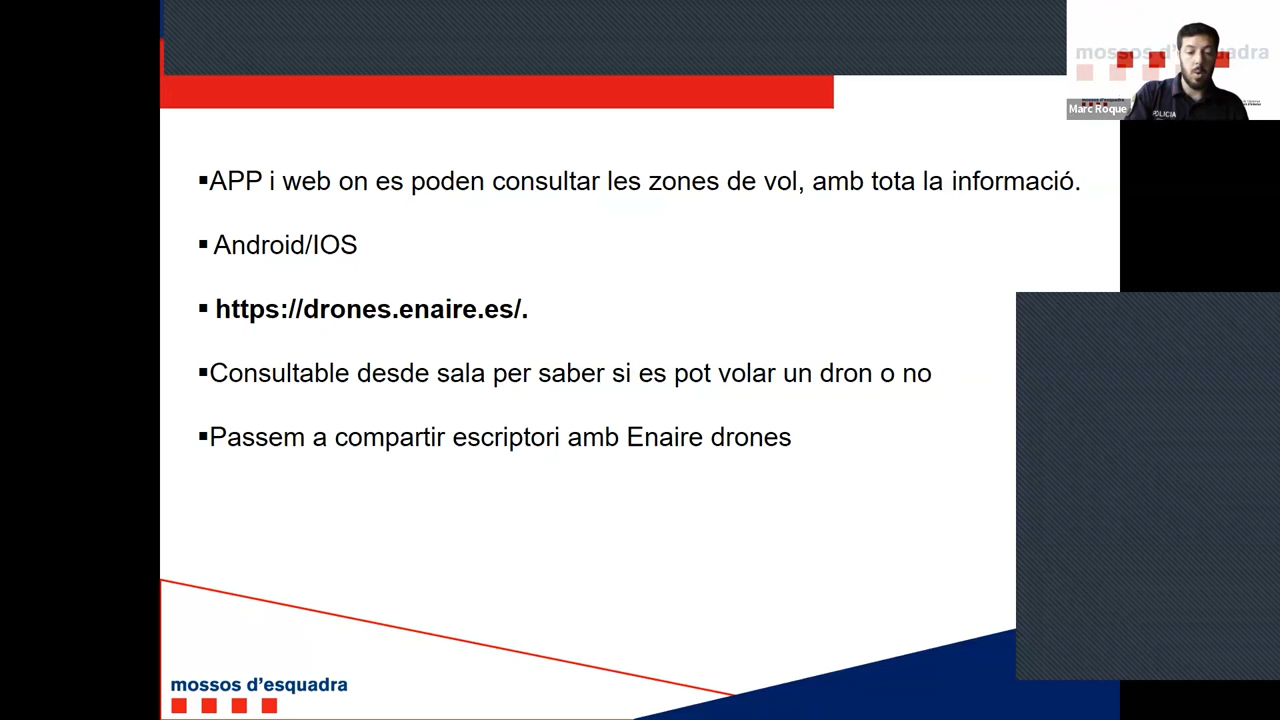 mossos d'esquadra
Marc Roque
POLICIA
▪APP i web on es poden consultar les zones de vol, amb tota la informació.
▪ Android/IOS
▪ https://drones.enaire.es/.
▪Consultable desde sala per saber si es pot volar un dron o no
▪Passem a compartir escriptori amb Enaire drones
mossos d'esquadra